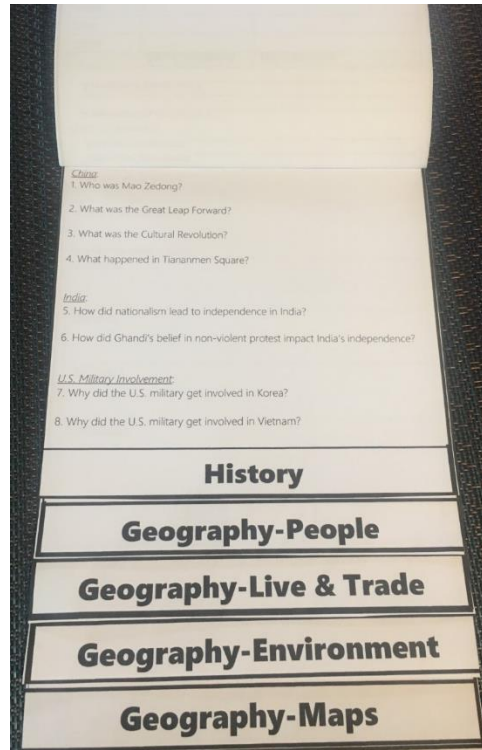 China:
1. Who was Mao Zedong?
2. What was the Great Leap Forward?
3. What was the Cultural Revolution?
4. What happened in Tiananmen Square?
India:
5. How did nationalism lead to independence in India?
6. How did Ghandi's belief in non-violent protest impact India's independence?
U.S. Military Involvement:
7. Why did the U.S. military get involved in Korea?
8. Why did the U.S. military get involved in Vietnam?
History
Geography-People
Geography-Live & Trade
Geography-Environment
Geography-Maps